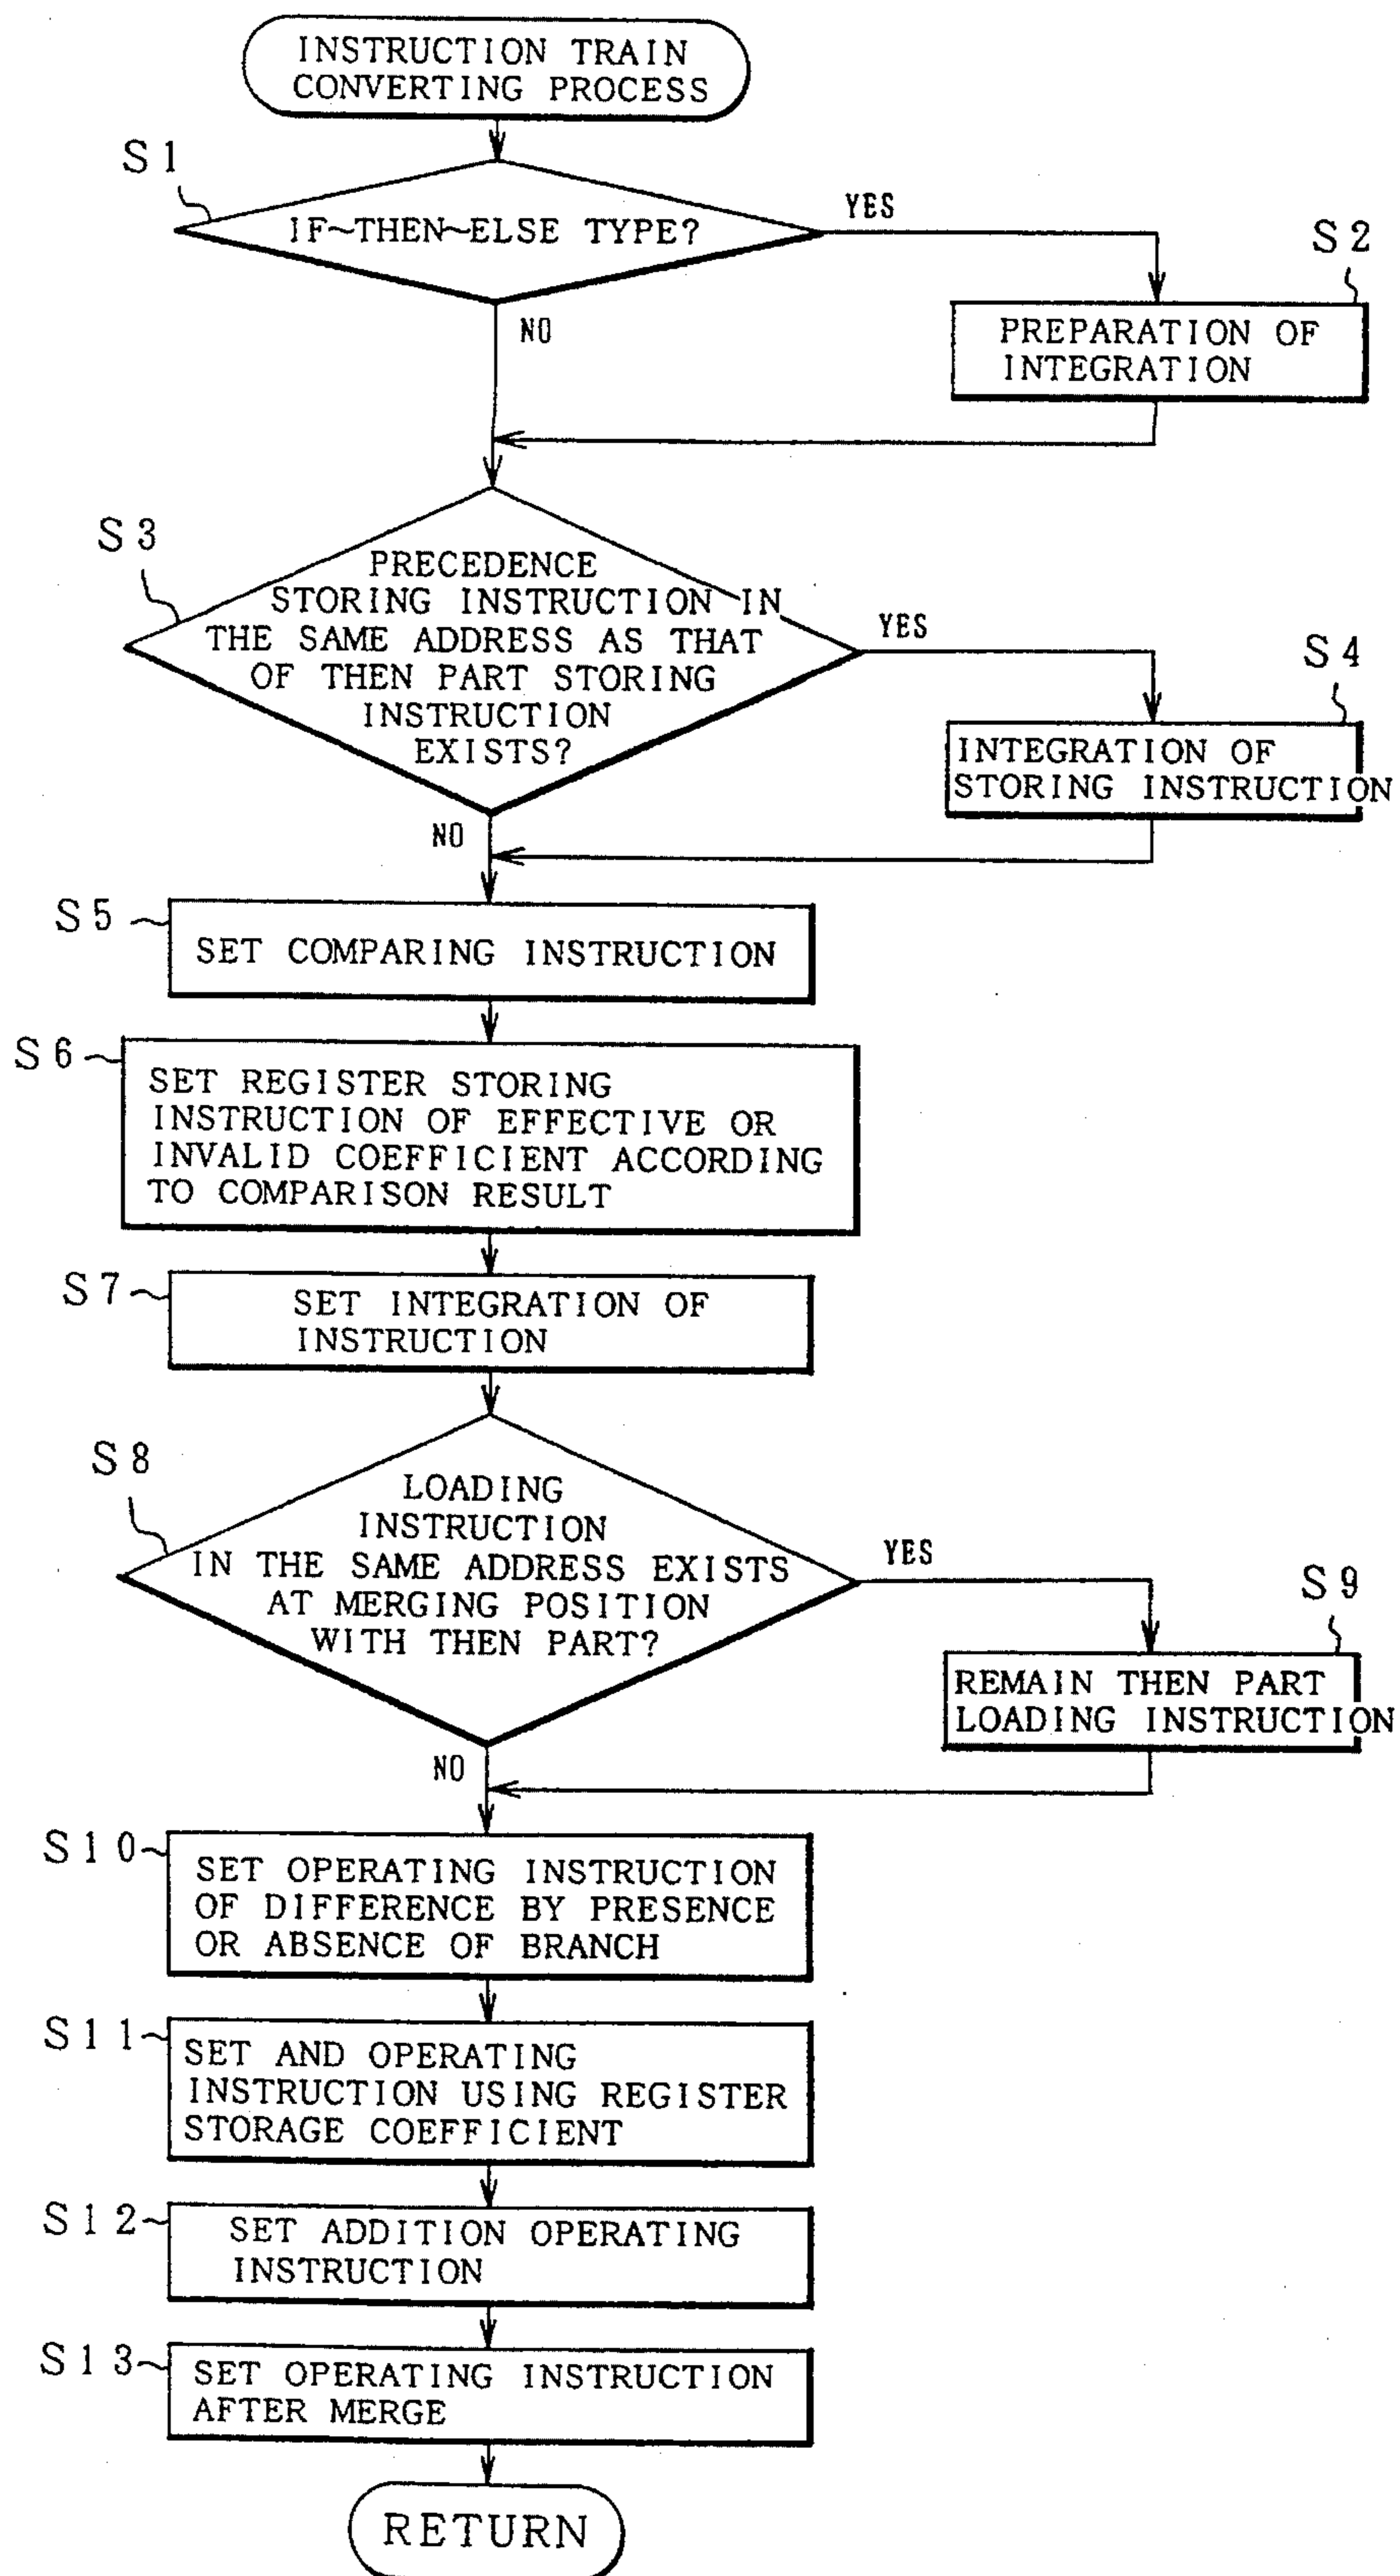 INSTRUCTION TRAIN
CONVERTING PROCESS
S1
IF~THEN~ELSE TYPE?
YES
S2
PREPARATION OF
INTEGRATION
NO
S3
PRECEDENCE
STORING INSTRUCTION IN
THE SAME ADDRESS AS THAT
OF THEN PART STORING
INSTRUCTION
EXISTS?
YES
S4
INTEGRATION OF
STORING INSTRUCTION
NO
S5
SET COMPARING INSTRUCTION
S6
SET REGISTER STORING
INSTRUCTION OF EFFECTIVE OR
INVALID COEFFICIENT ACCORDING
TO COMPARISON RESULT
S7
SET INTEGRATION OF
INSTRUCTION
S8
LOADING
INSTRUCTION
IN THE SAME ADDRESS EXISTS
AT MERGING POSITION
WITH THEN PART?
YES
S9
REMAIN THEN PART
LOADING INSTRUCTION
NO
S10
SET OPERATING INSTRUCTION
OF DIFFERENCE BY PRESENCE
OR ABSENCE OF BRANCH
S11
SET AND OPERATING
INSTRUCTION USING REGISTER
STORAGE COEFFICIENT
S12
SET ADDITION OPERATING
INSTRUCTION
S13
SET OPERATING INSTRUCTION
AFTER MERGE
RETURN